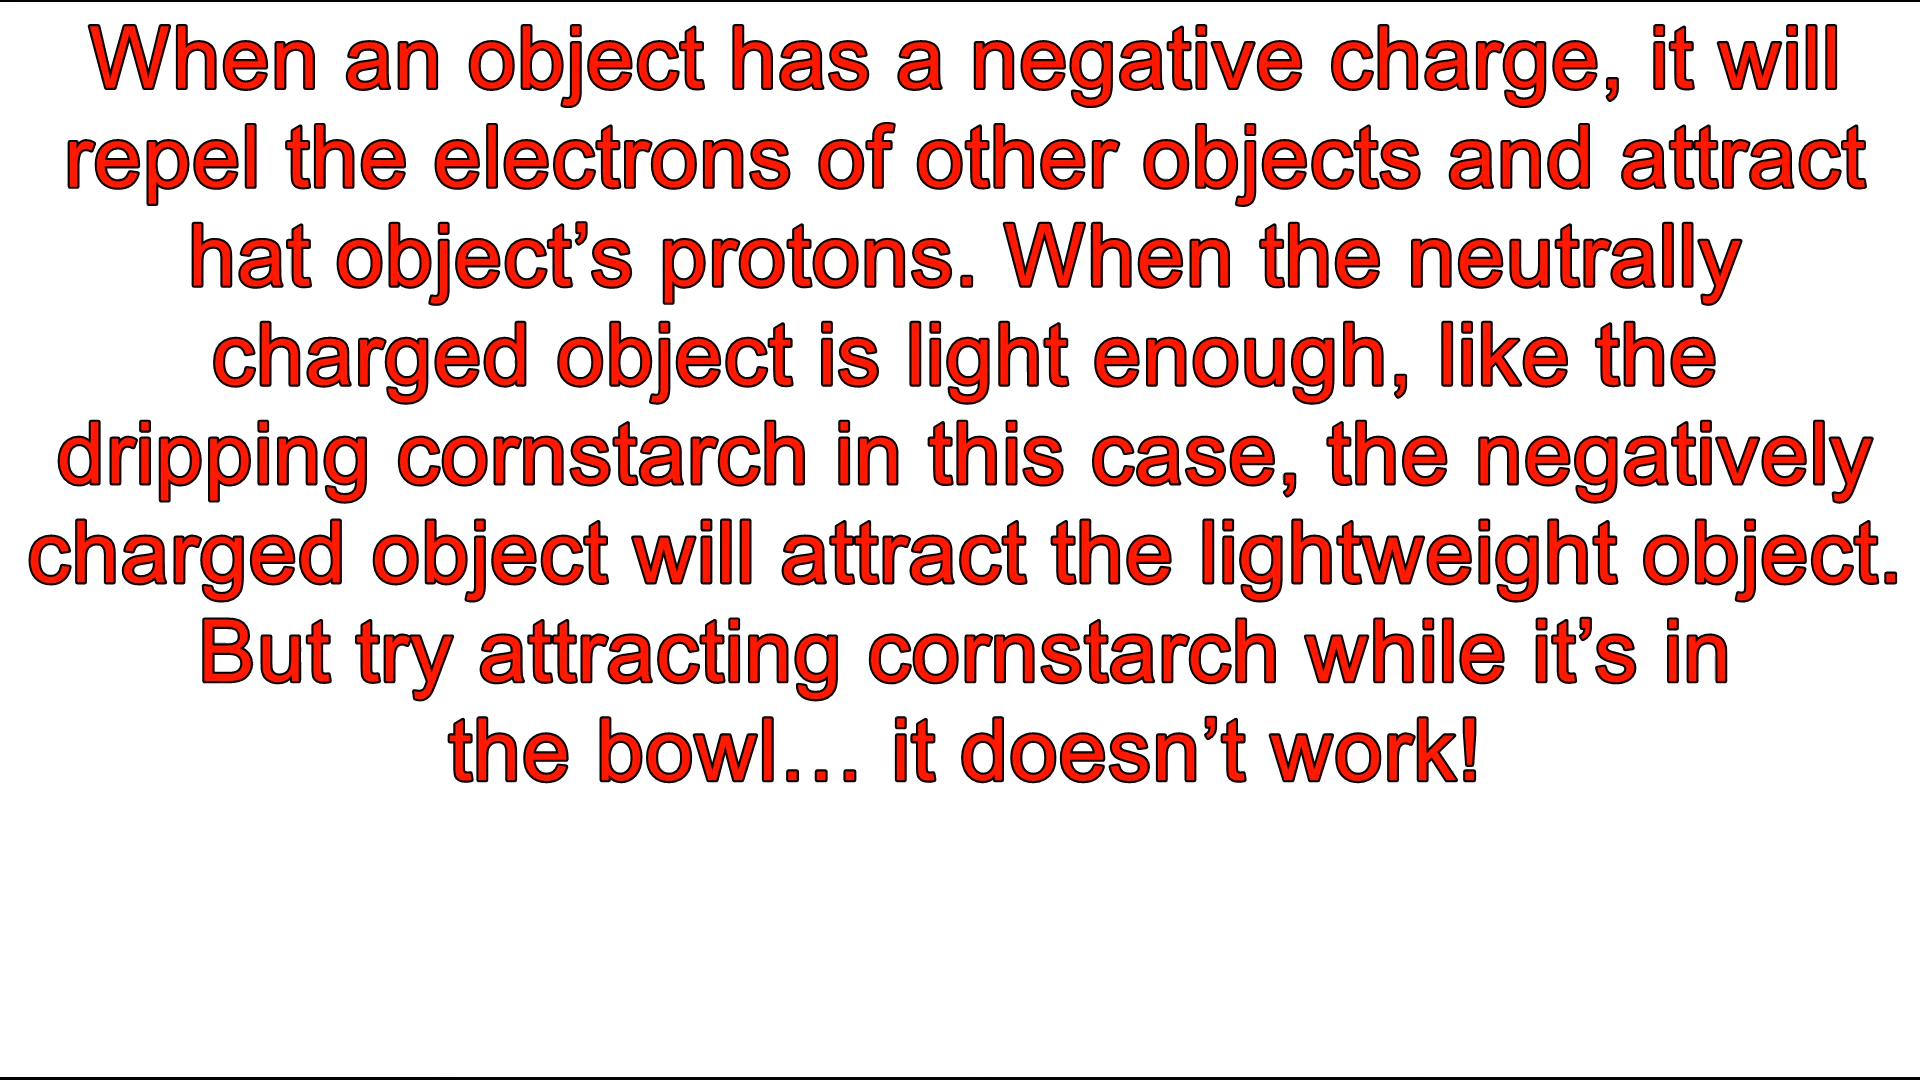 When an object has a negative charge, it will
repel the electrons of other objects and attract
hat object’s protons. When the neutrally
charged object is light enough, like the
dripping cornstarch in this case, the negatively
charged object will attract the lightweight object.
But try attracting cornstarch while it’s in
the bowl… it doesn’t work!